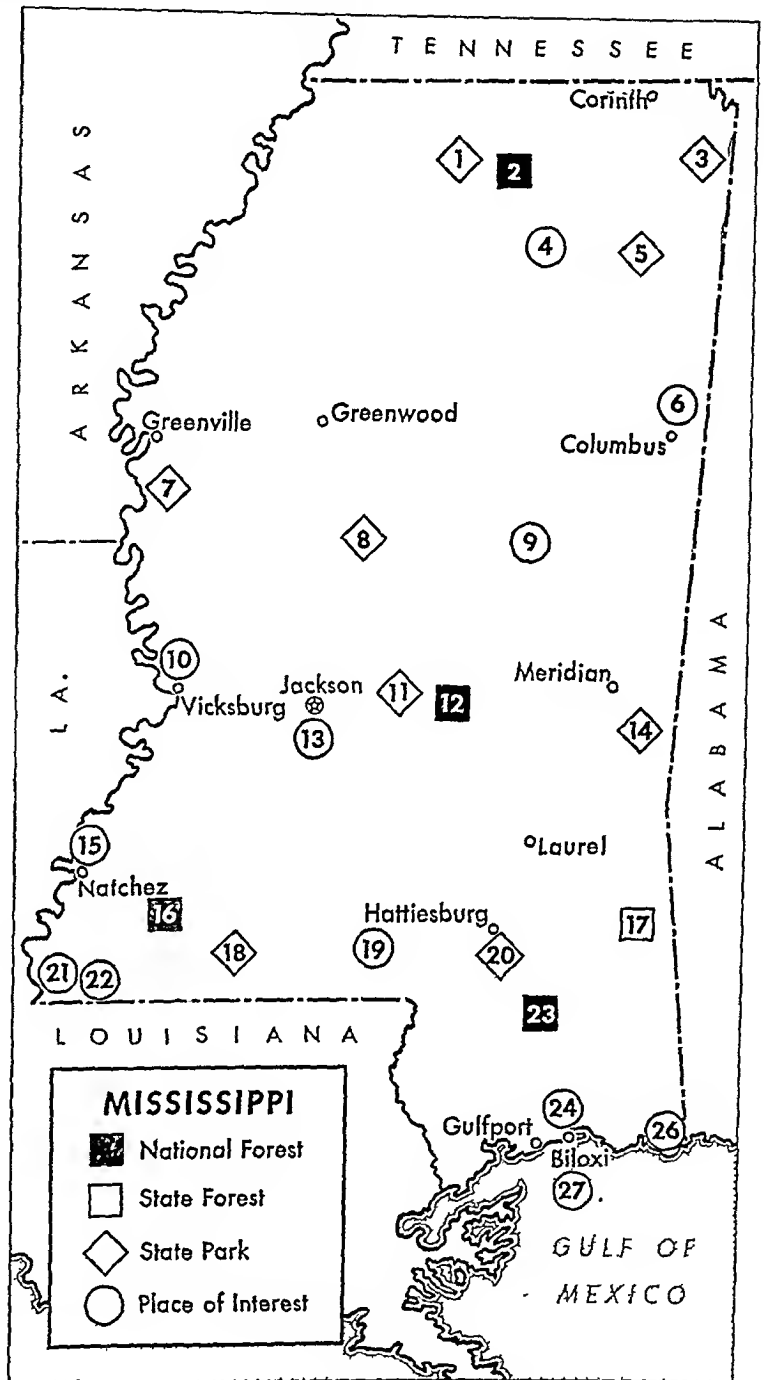 TENNESSEE
Corinth
1
2
3
ARKANSAS
4
5
6
Greenville
Greenwood
Columbus
7
8
9
10
Vicksburg
Jackson
11
12
Meridian
13
14
LA.
ALABAMA
15
Natchez
Laurel
16
Hattiesburg
17
18
19
20
21
22
23
LOUISIANA
MISSISSIPPI
National Forest
State Forest
State Park
Place of Interest
24
Gulfport
26
Biloxi
27
GULF OF
MEXICO